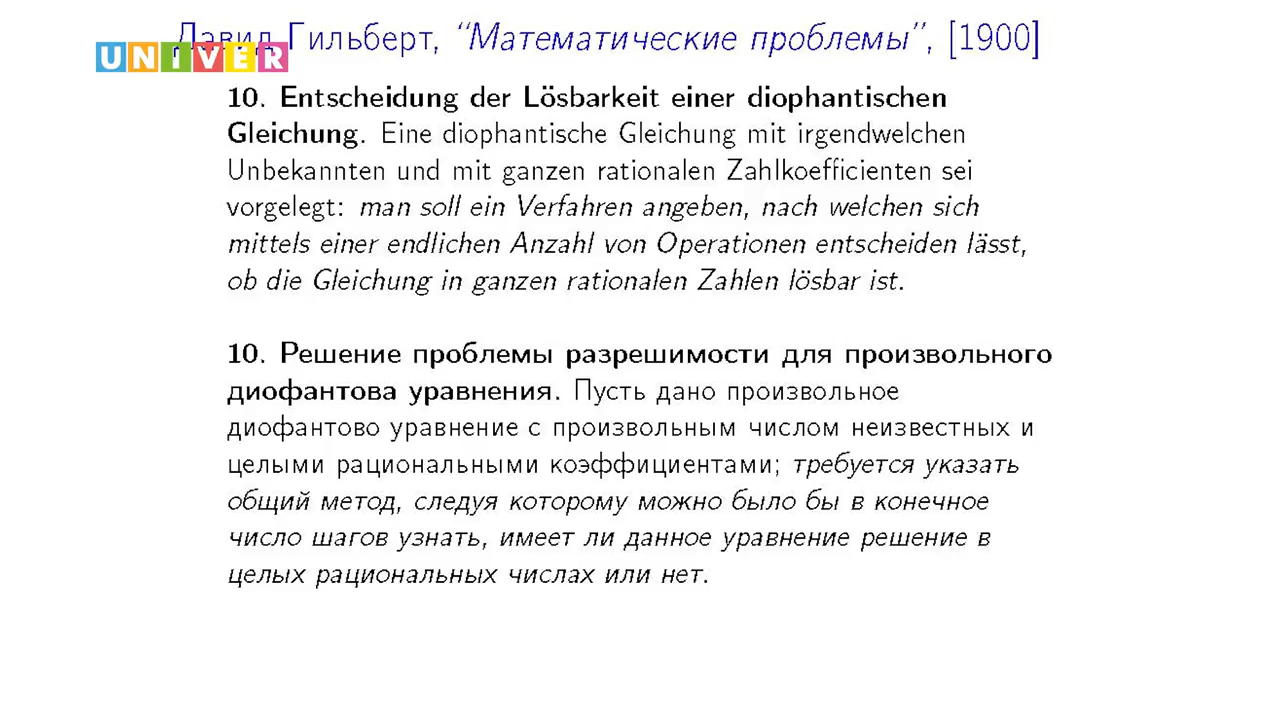 Давид Гильберт, “Математические проблемы”, [1900]
UNIVER
10. Entscheidung der Lösbarkeit einer diophantischen
Gleichung. Eine diophantische Gleichung mit irgendwelchen
Unbekannten und mit ganzen rationalen Zahlkoefficienten sei
vorgelegt: man soll ein Verfahren angeben, nach welchen sich
mittels einer endlichen Anzahl von Operationen entscheiden lässt,
ob die Gleichung in ganzen rationalen Zahlen lösbar ist.
10. Решение проблемы разрешимости для произвольного
диофантова уравнения. Пусть дано произвольное
диофантово уравнение с произвольным числом неизвестных и
целыми рациональными коэффициентами; требуется указать
общий метод, следуя которому можно было бы в конечное
число шагов узнать, имеет ли данное уравнение решение в
целых рациональных числах или нет.